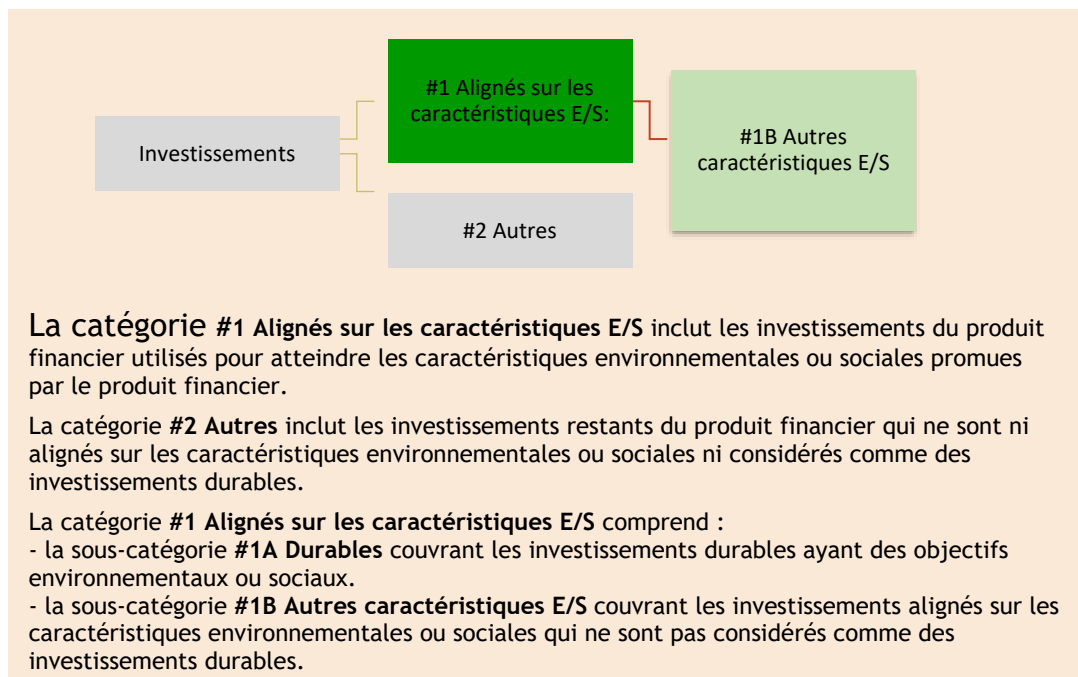 #1 Alignés sur les
caractéristiques E/S:
Investissements
#1B Autres
caractéristiques E/S
#2 Autres
La catégorie #1 Alignés sur les caractéristiques E/S inclut les investissements du produit
financier utilisés pour atteindre les caractéristiques environnementales ou sociales promues
par le produit financier.
La catégorie #2 Autres inclut les investissements restants du produit financier qui ne sont ni
alignés sur les caractéristiques environnementales ou sociales ni considérés comme des
investissements durables.
La catégorie #1 Alignés sur les caractéristiques E/S comprend :
- la sous-catégorie #1A Durables couvrant les investissements durables ayant des objectifs
environnementaux ou sociaux.
- la sous-catégorie #1B Autres caractéristiques E/S couvrant les investissements alignés sur les
caractéristiques environnementales ou sociales qui ne sont pas considérés comme des
investissements durables.